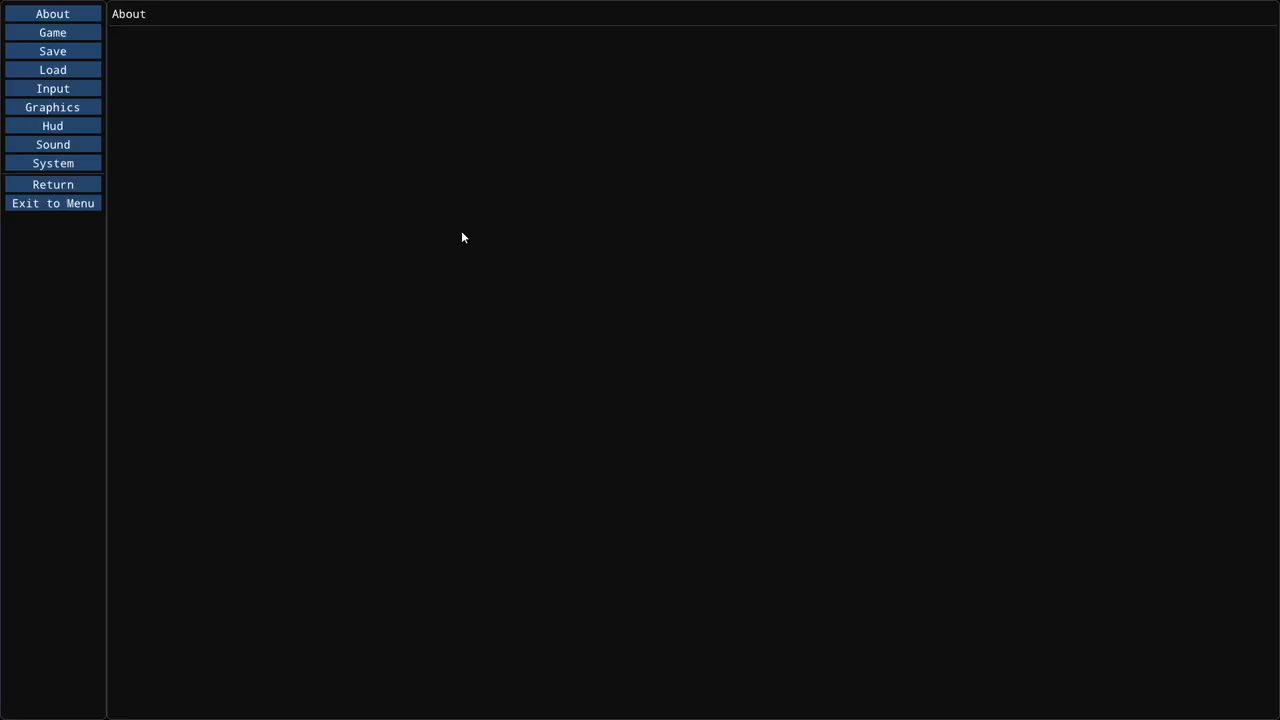 About
Game
Save
Load
Input
Graphics
Hud
Sound
System
Return
Exit to Menu
About